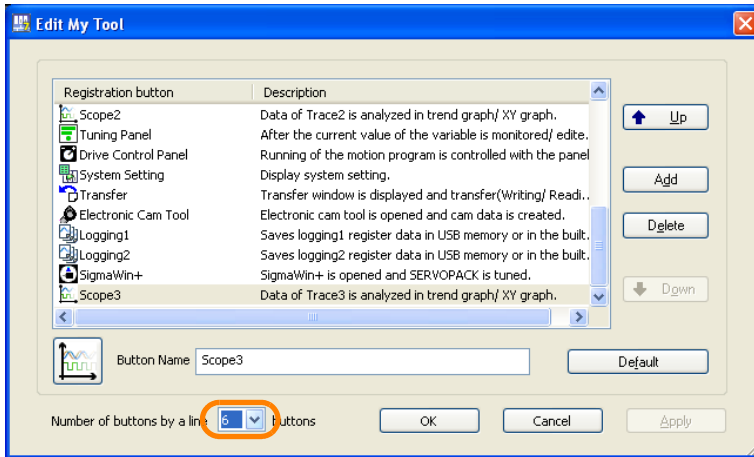 Edit My Tool
Registration button Description
Scope2 Data of Trace2 is analyzed in trend graph/ XY graph.
Up
Tuning Panel After the current value of the variable is monitored/ edite.
Drive Control Panel Running of the motion program is controlled with the panel
System Setting Display system setting.
Add
Transfer Transfer window is displayed and transfer(Writing/ Readi..
Electronic Cam Tool Electronic cam tool is opened and cam data is created.
Delete
Logging1 Saves logging1 register data in USB memory or in the built.
Logging2 Saves logging2 register data in USB memory or in the built.
SigmaWin+ SigmaWin+ is opened and SERVOPACK is tuned.
Down
Scope3 Data of Trace3 is analyzed in trend graph/ XY graph.
Button Name Scope3 Default
Number of buttons by a line 6 buttons OK Cancel Apply